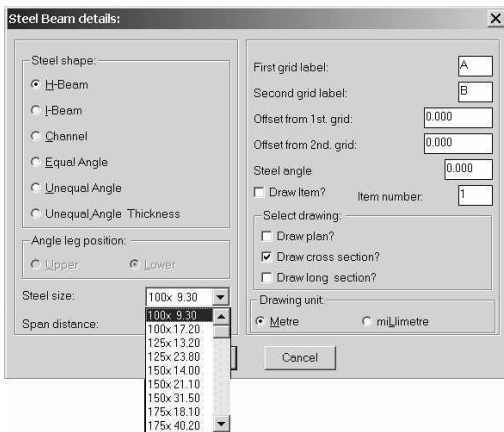 Steel Beam details:
Steel shape:
H-Beam
I-Beam
Channel
Equal Angle
Unequal Angle
Unequal Angle Thickness
Angle leg position:
Upper
Lower
Steel size:
100x 9.30
Span distance:
100x 9.30
100x 17.20
125x 13.20
125x 23.80
150x 14.00
150x 21.10
150x 31.50
175x 18.10
175x 40.20
First grid label:
A
Second grid label:
B
Offset from 1st. grid:
0.000
Offset from 2nd. grid:
0.000
Steel angle
0.000
Draw Item?
Item number:
1
Select drawing:
Draw plan?
Draw cross section?
Draw long section?
Drawing unit:
Metre
miLlimetre
Cancel